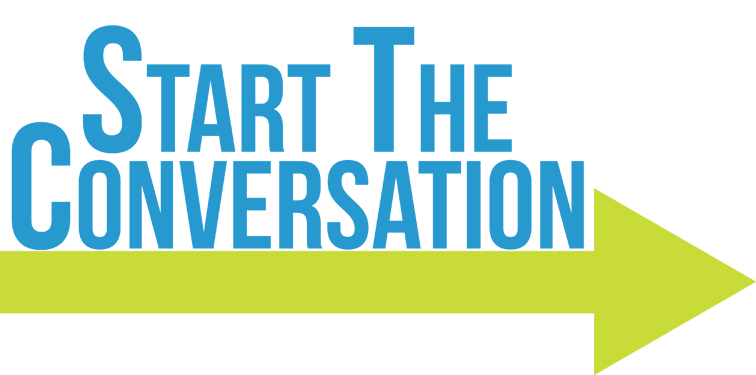 START THE
CONVERSATION